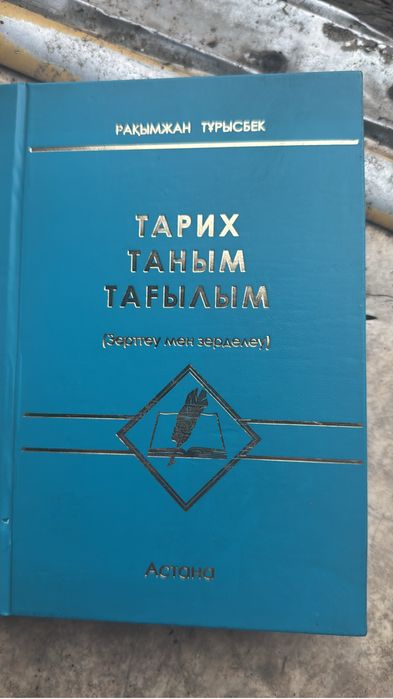 РАҚЫМЖАН ТҰРЫСБЕК
ТАРИХ
ТАНЫМ
ТАҒЫЛЫМ
(Зерттеу мен зерделеу)
Астана